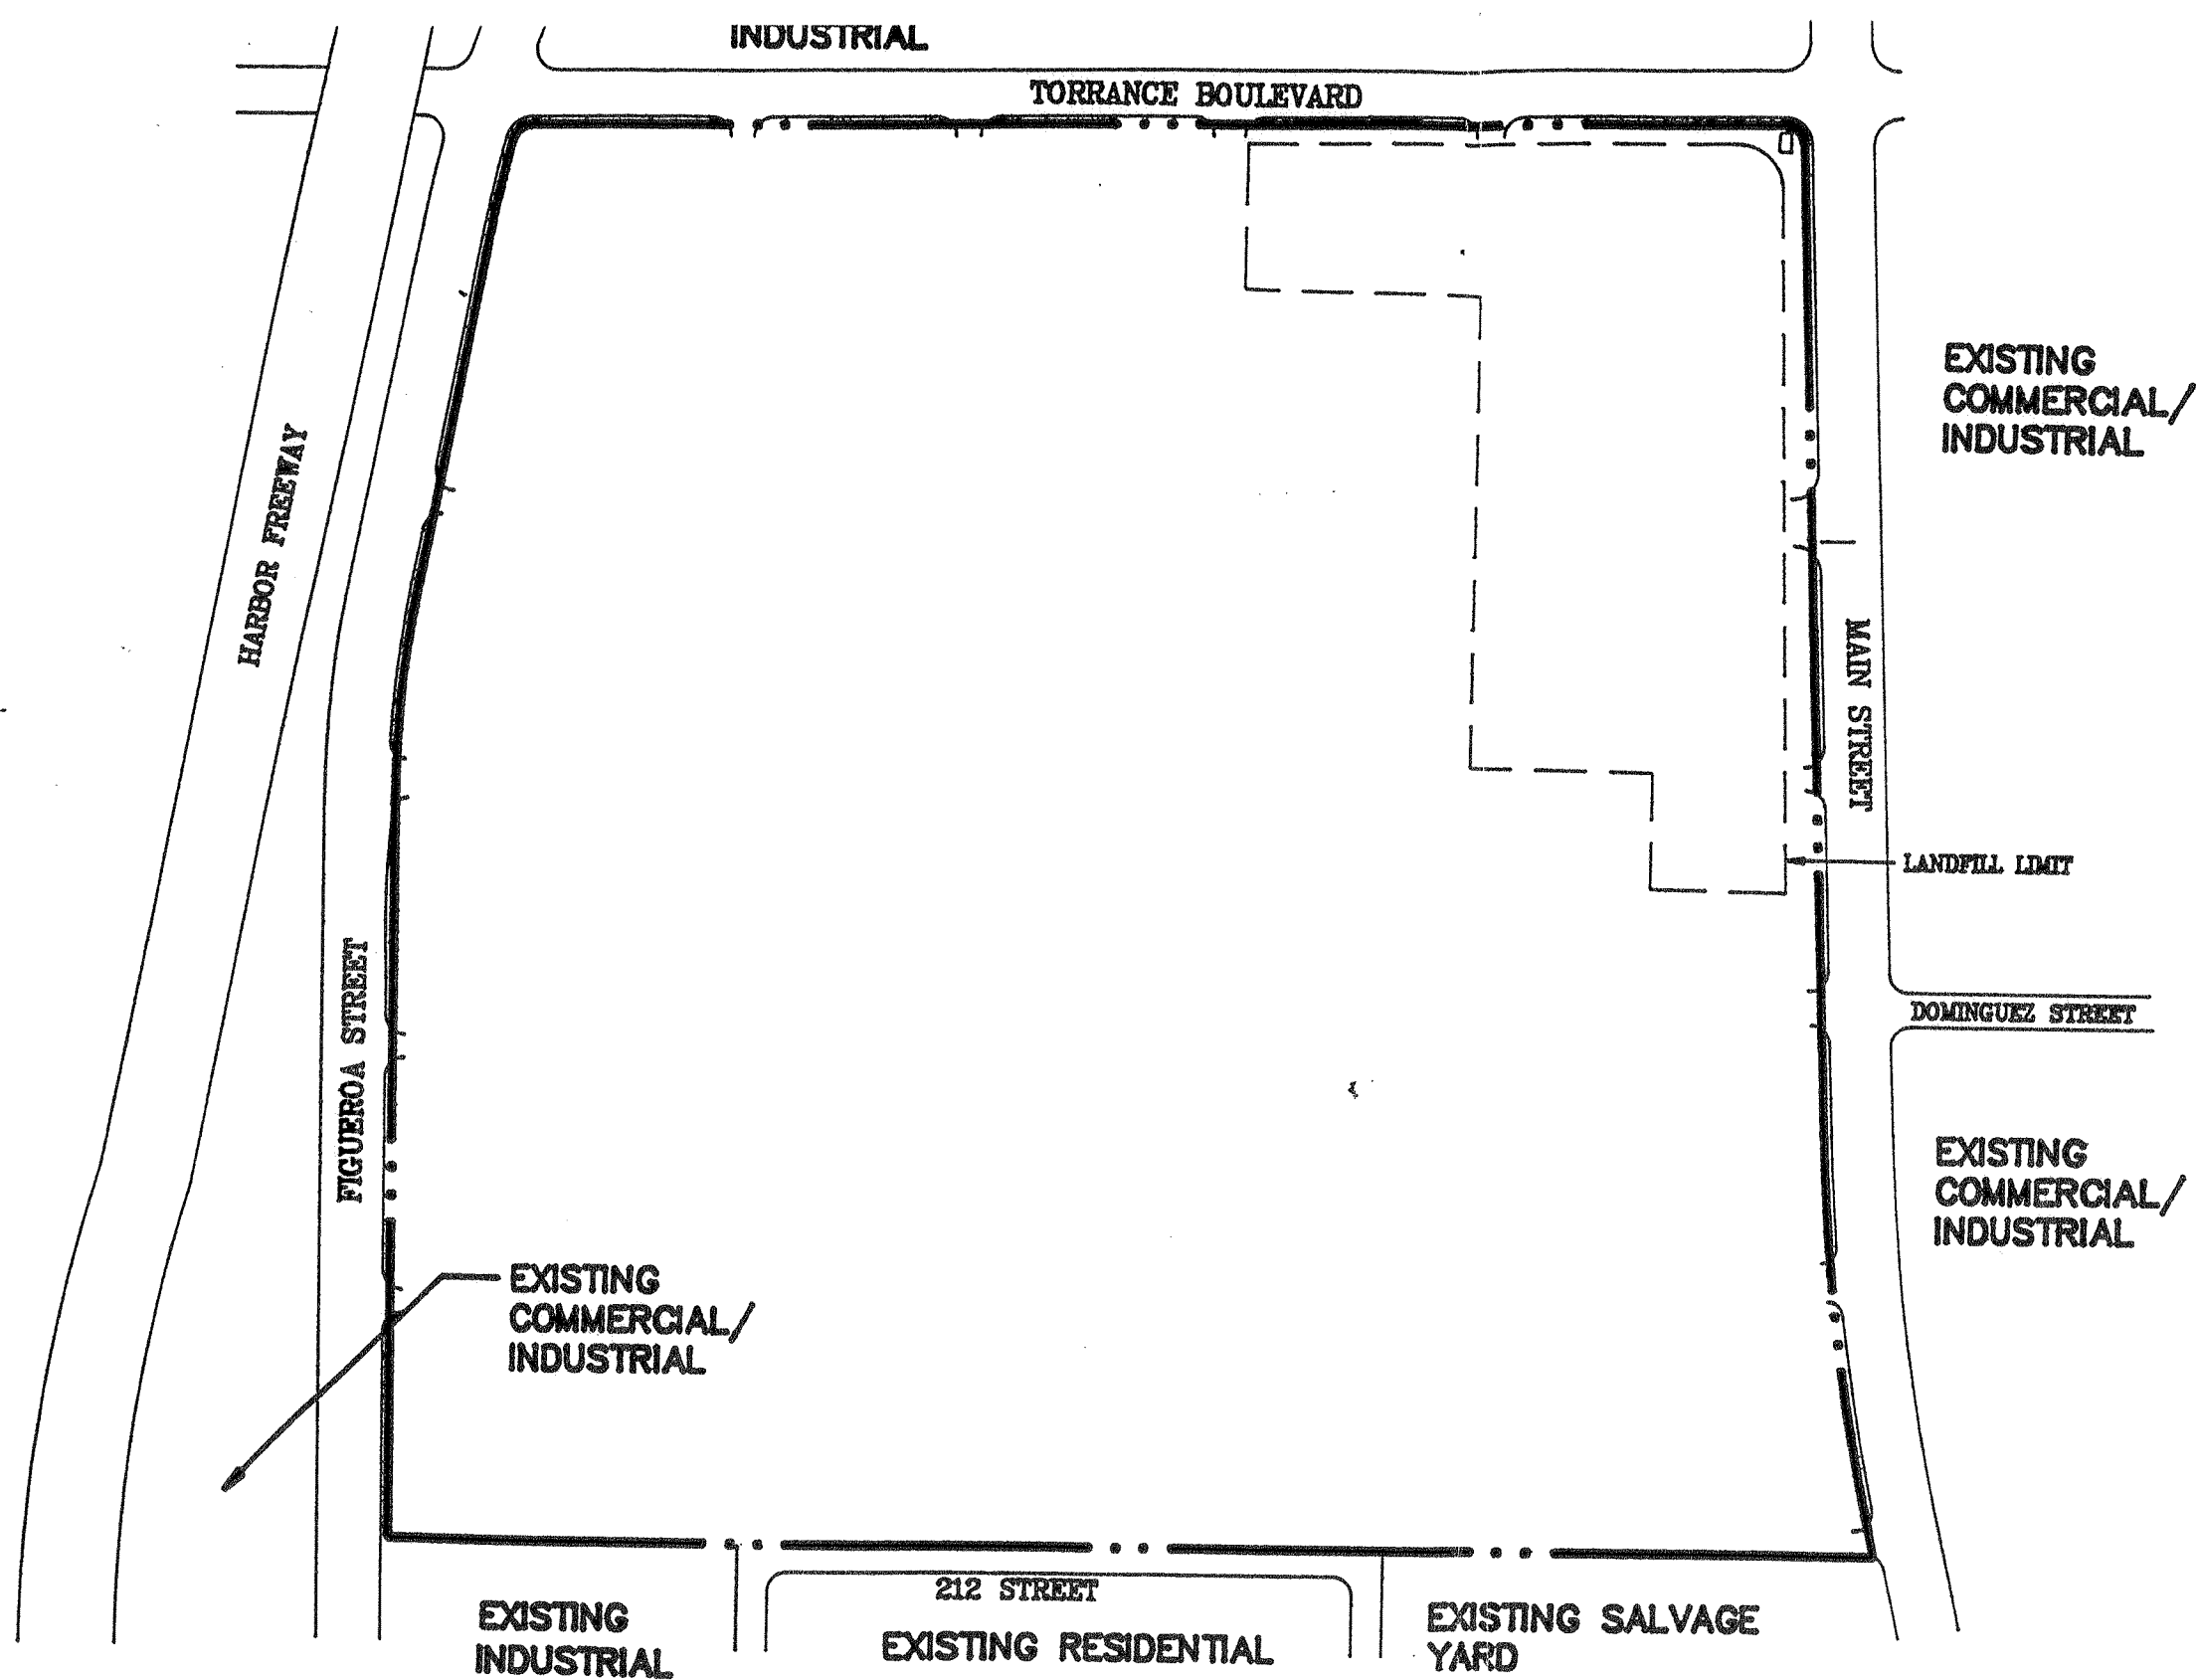 INDUSTRIAL
TORRANCE BOULEVARD
EXISTING
COMMERCIAL/
INDUSTRIAL
HARBOR FREEWAY
MAIN STREET
LANDFILL LIMIT
FIGUEROA STREET
DOMINGUEZ STREET
EXISTING
COMMERCIAL/
INDUSTRIAL
EXISTING
COMMERCIAL/
INDUSTRIAL
212 STREET
EXISTING
INDUSTRIAL
EXISTING RESIDENTIAL
EXISTING SALVAGE
YARD